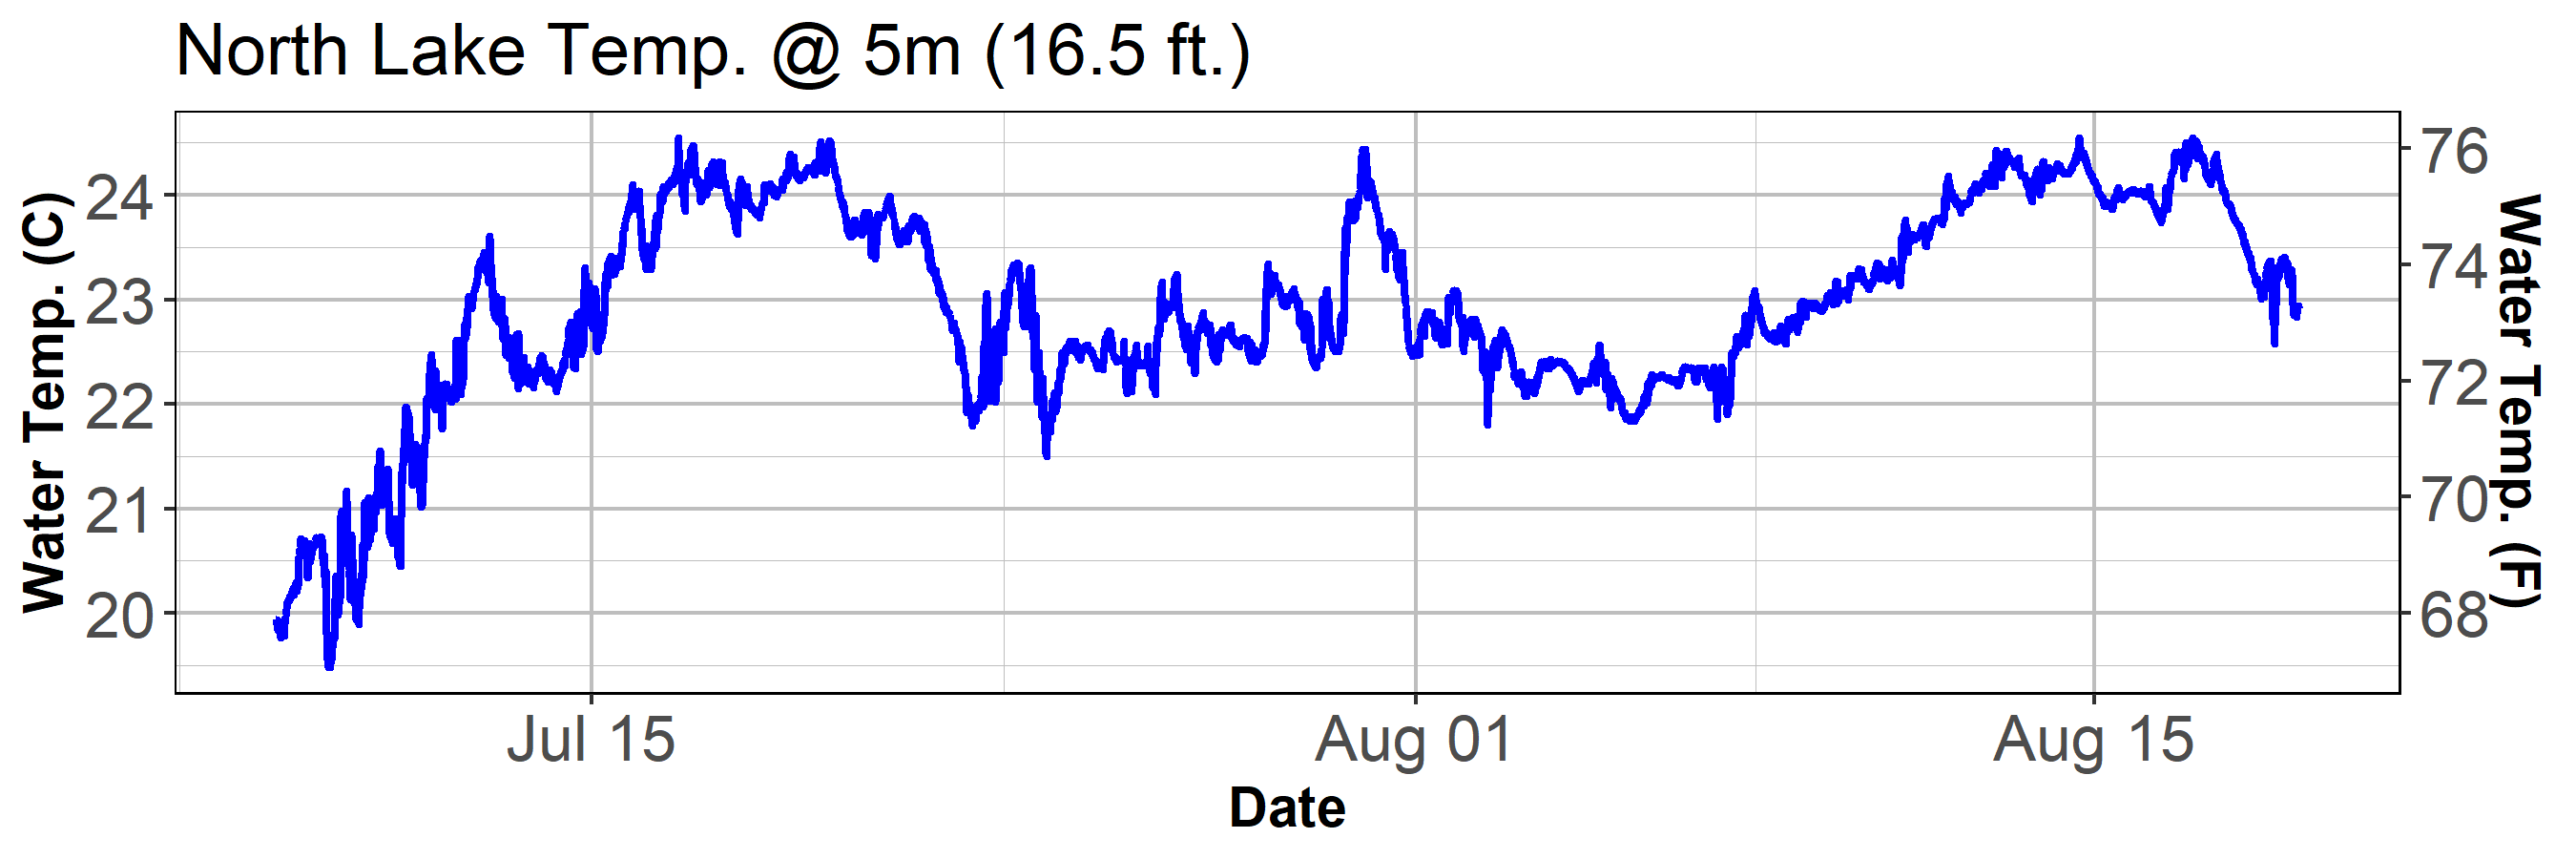 North Lake Temp. @ 5m (16.5 ft.)
Water Temp. (C)
24
23
22
21
20
76
74
72
70
68
Water Temp. (F)
Jul 15
Aug 01
Aug 15
Date